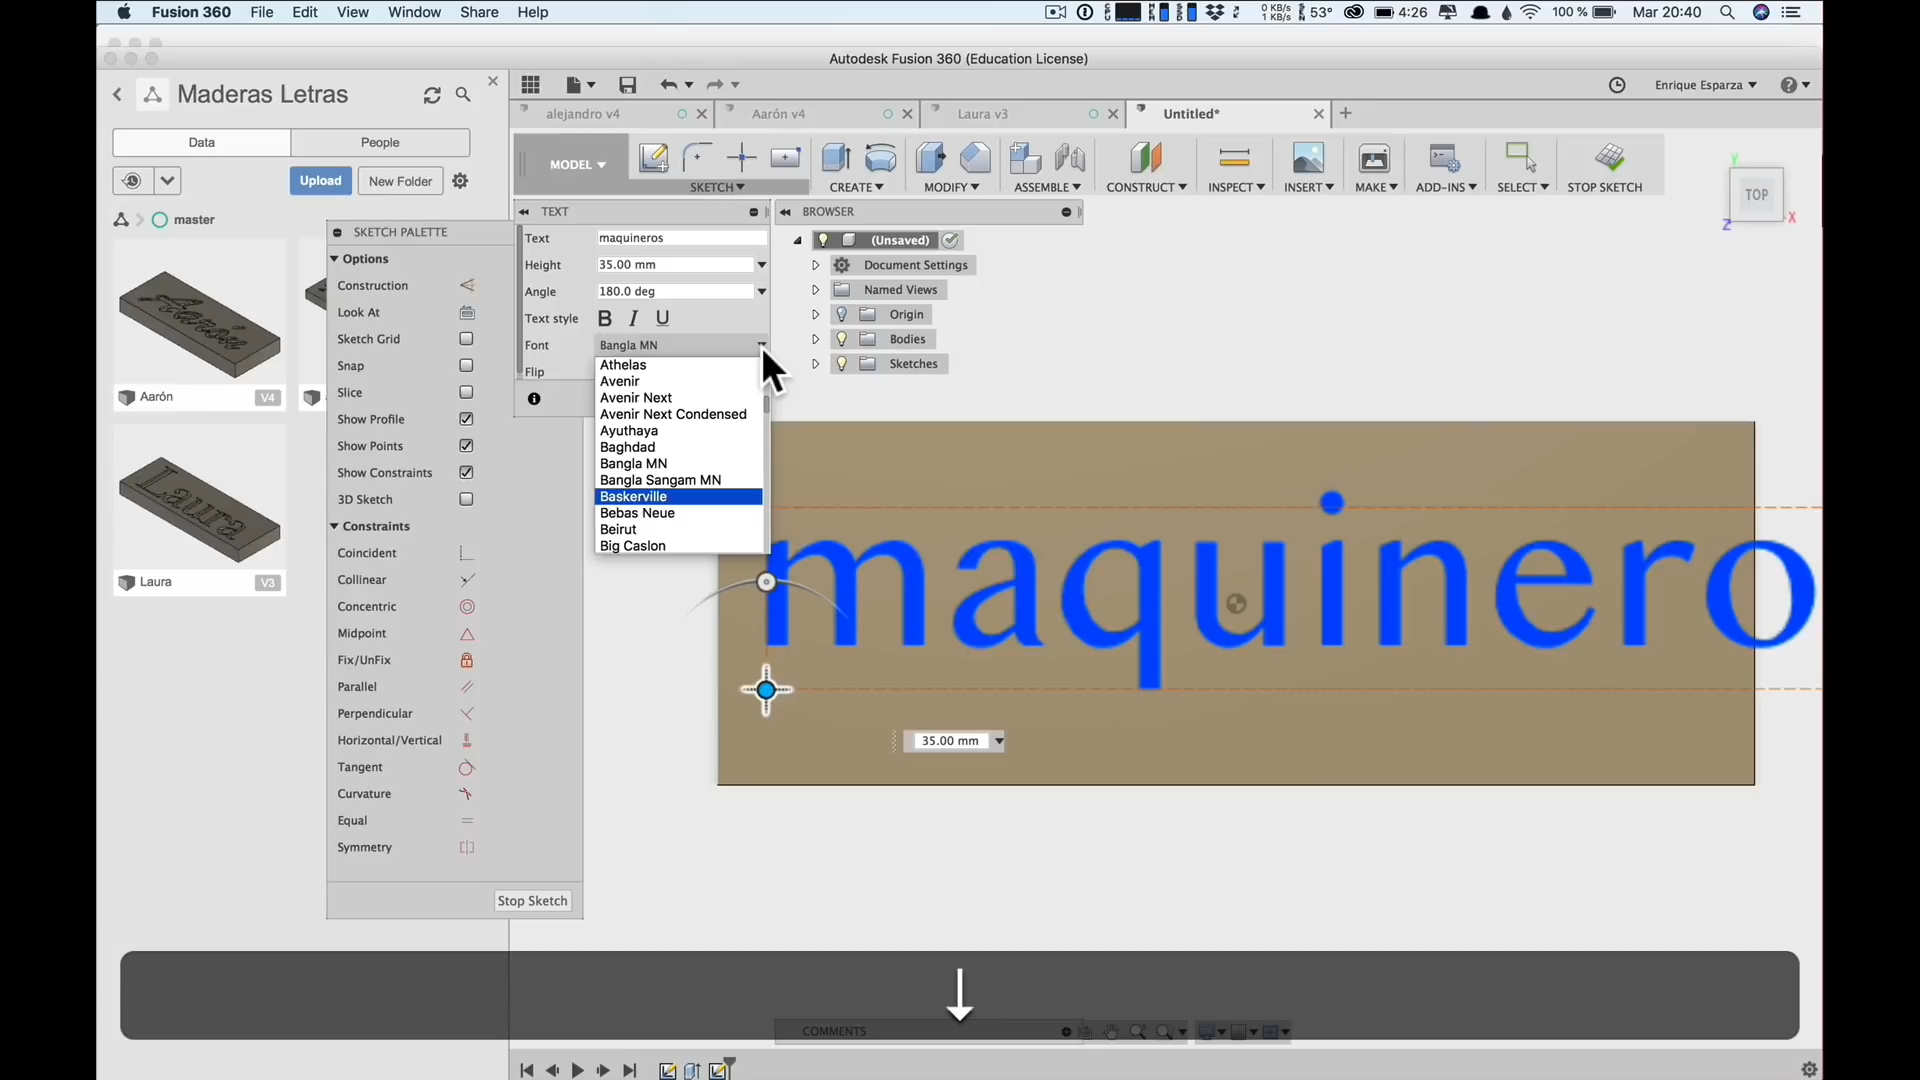 Fusion 360 File Edit View Window Share Help
0 KB/s
1 KB/s
53° 4:26 100 % Mar 20:40
Autodesk Fusion 360 (Education License)
Maderas Letras
Enrique Esparza
Data People
alejandro v4 Aarón v4 Laura v3 Untitled* +
Upload New Folder
MODEL
SKETCH CREATE MODIFY ASSEMBLE CONSTRUCT INSPECT INSERT MAKE ADD-INS SELECT STOP SKETCH
TOP
Y
X
Z
master
SKETCH PALETTE
Options
Construction
Look At
Sketch Grid
Snap
Slice
Show Profile
Show Points
Show Constraints
3D Sketch
Constraints
Coincident
Collinear
Concentric
Midpoint
Fix/UnFix
Parallel
Perpendicular
Horizontal/Vertical
Tangent
Curvature
Equal
Symmetry
Stop Sketch
Aarón
Aarón V4
Laura
Laura V3
TEXT
Text maquineros
Height 35.00 mm
Angle 180.0 deg
Text style B I U
Font Bangla MN
Flip
Athelas
Avenir
Avenir Next
Avenir Next Condensed
Ayuthaya
Baghdad
Bangla MN
Bangla Sangam MN
Baskerville
Bebas Neue
Beirut
Big Caslon
BROWSER
(Unsaved)
Document Settings
Named Views
Origin
Bodies
Sketches
maquinero
35.00 mm
COMMENTS